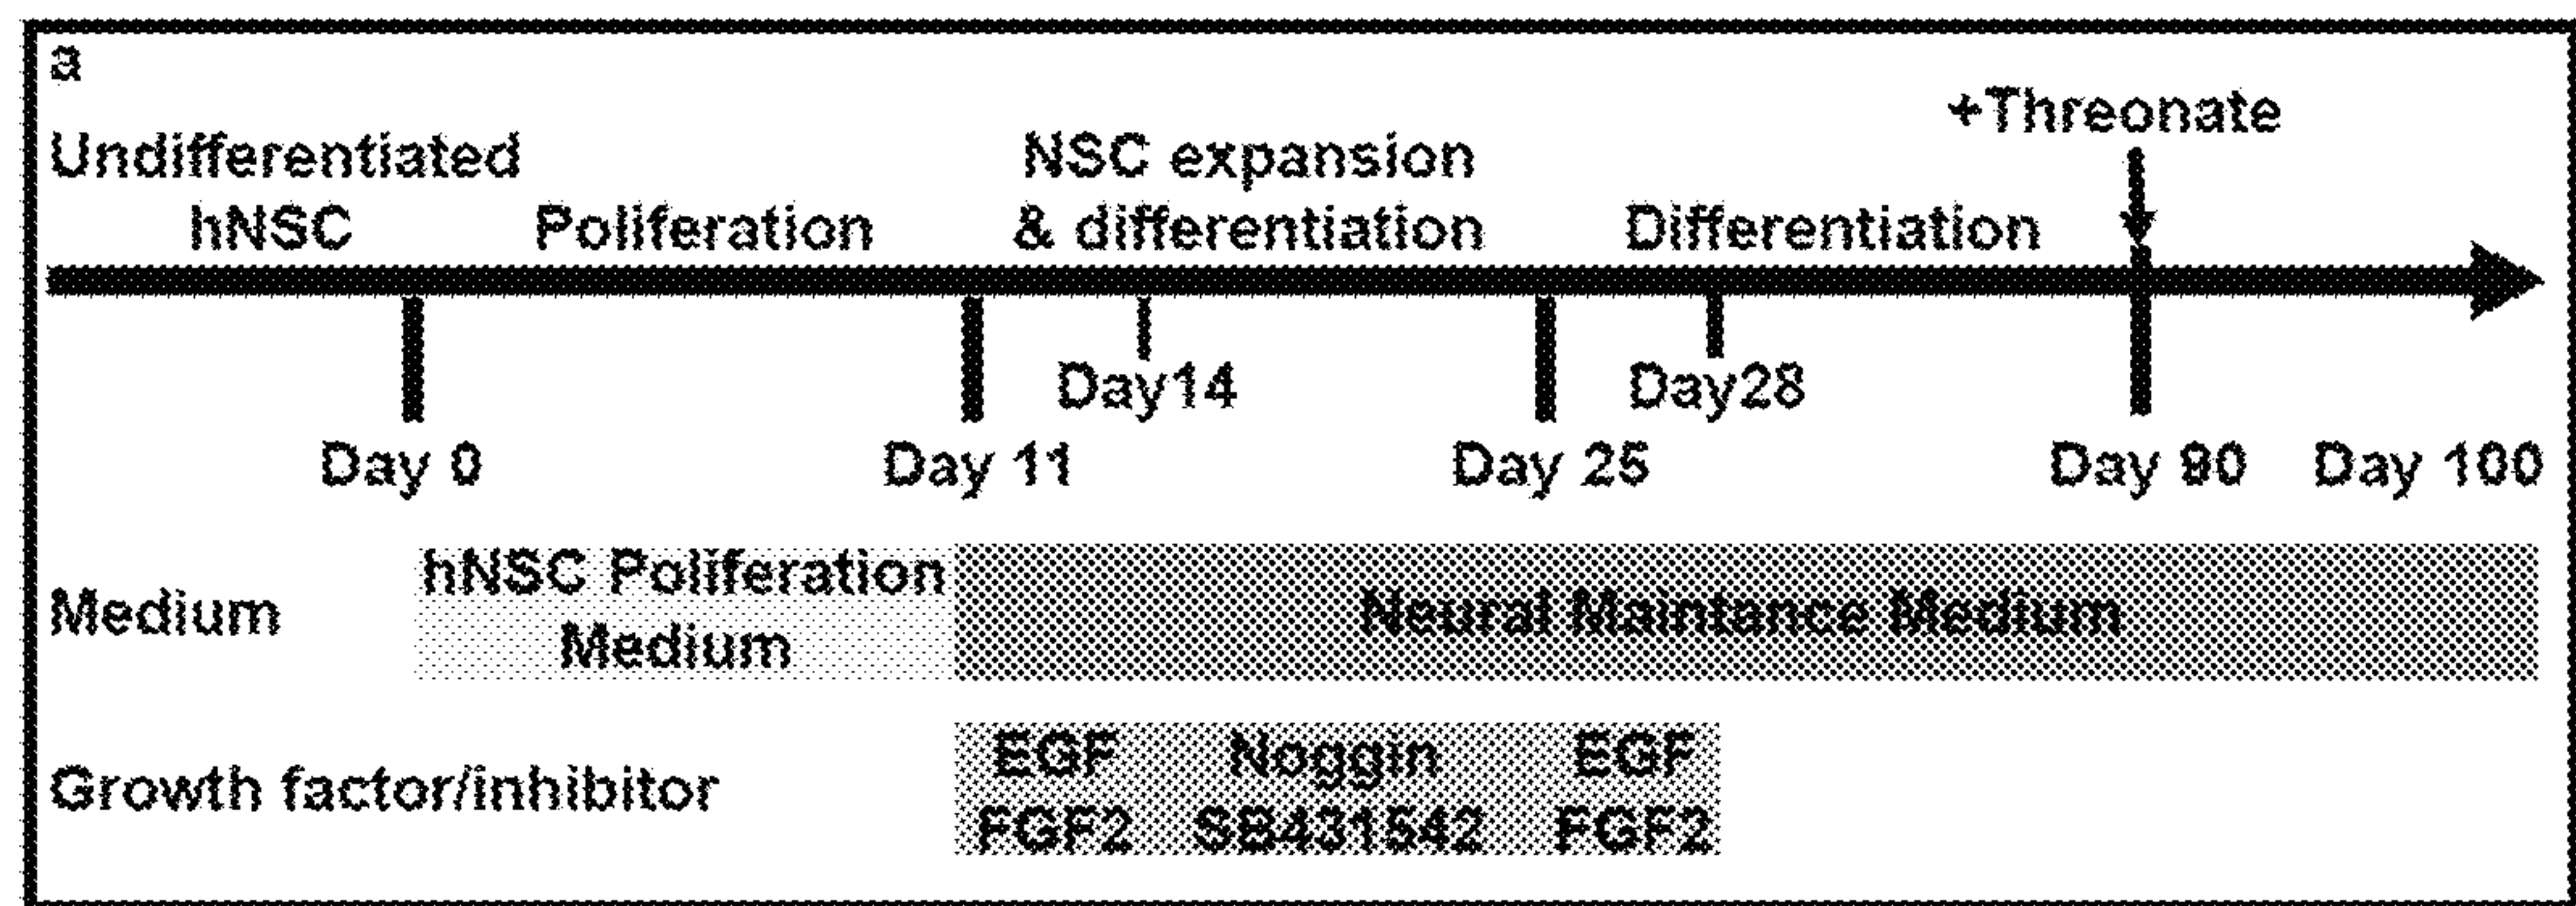 a
+Threonate
Undifferentiated
hNSC
Poliferation
NSC expansion
& differentiation
Differentiation
Day14
Day28
Day 0
Day 11
Day 25
Day 90
Day 100
Medium
hNSC Poliferation
Medium
Neural Maintance Medium
Growth factor/inhibitor
EGF
FGF2
Noggin
SB431542
EGF
FGF2